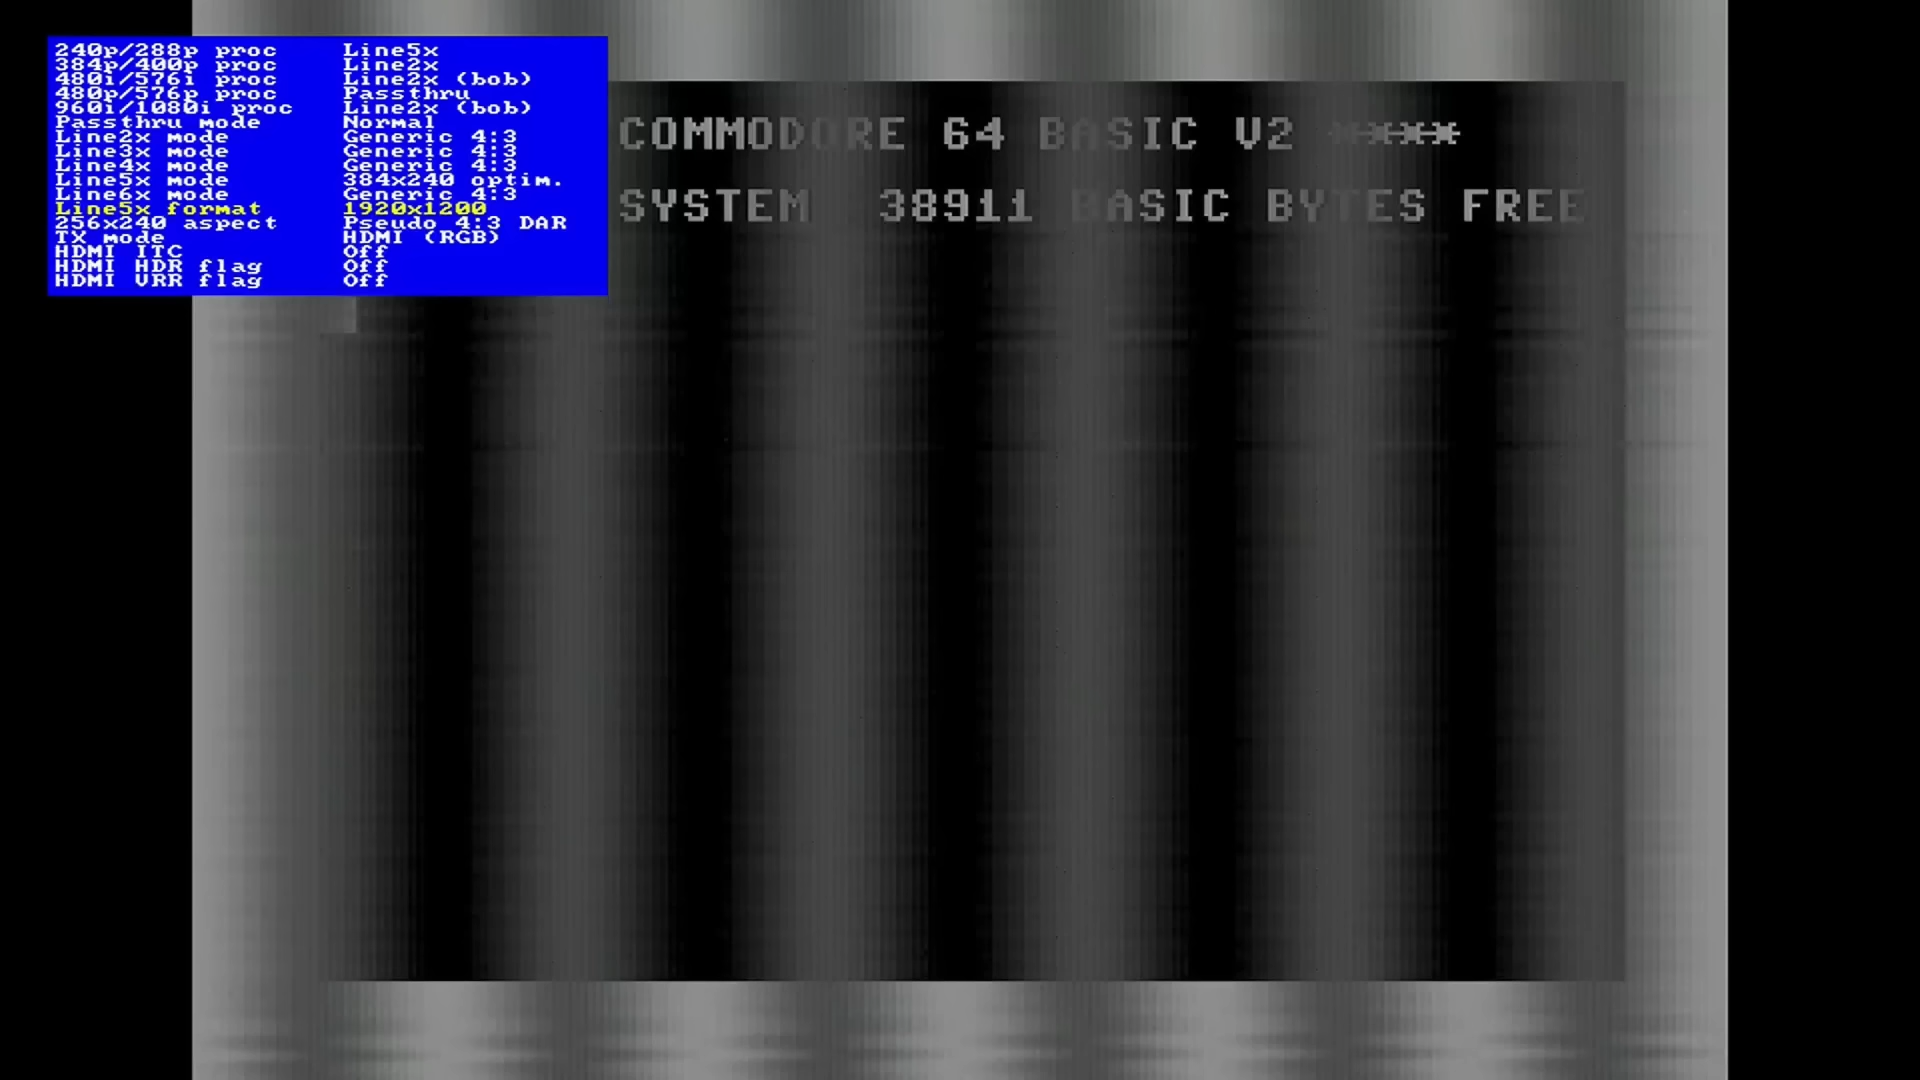 240p/288p proc Line5x
384p/400p proc Line2x
480i/576i proc Line2x (bob)
480p/576p proc Passthru
960i/1080i proc Line2x (bob)
Passthru mode Normal
Line2x mode Generic 4:3
Line3x mode Generic 4:3
Line4x mode Generic 4:3
Line5x mode 384x240 optim.
Line6x mode Generic 4:3
Line5x format 1920x1200
256x240 aspect Pseudo 4:3 DAR
TX mode HDMI (RGB)
HDMI ITC Off
HDMI HDR flag Off
HDMI VRR flag Off
COMMODORE 64 BASIC V2 ****
SYSTEM 38911 BASIC BYTES FREE